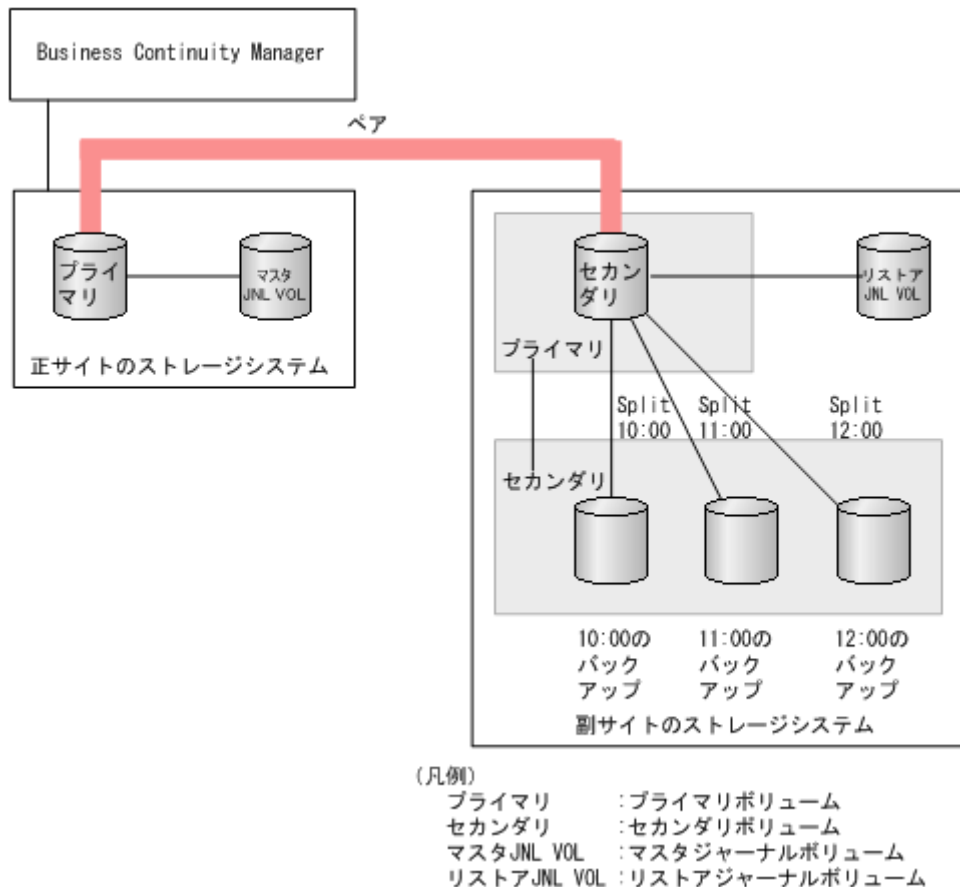 Business Continuity Manager
ペア
プライ
マリ
マスタ
JNL VOL
正サイトのストレージシステム
セカン
ダリ
リストア
JNL VOL
プライマリ
Split
10:00
Split
11:00
Split
12:00
セカンダリ
10:00の
バック
アップ
11:00の
バック
アップ
12:00の
バック
アップ
副サイトのストレージシステム
(凡例)
プライマリ :プライマリボリューム
セカンダリ :セカンダリボリューム
マスタJNL VOL :マスタジャーナルボリューム
リストアJNL VOL :リストアジャーナルボリューム